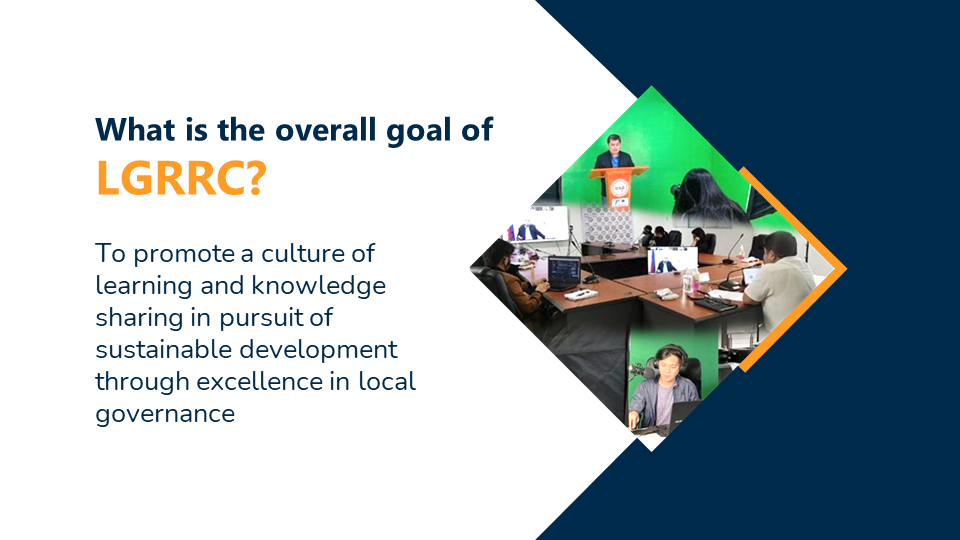 What is the overall goal of
LGRRC?
To promote a culture of
learning and knowledge
sharing in pursuit of
sustainable development
through excellence in local
governance